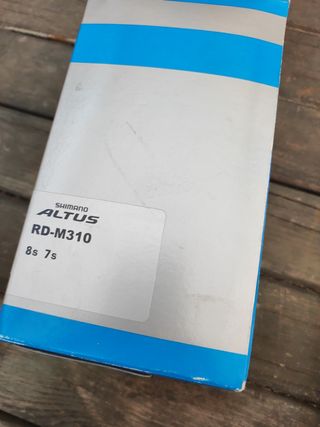 SHIMANO
ALTUS
RD-M310
8s 7s